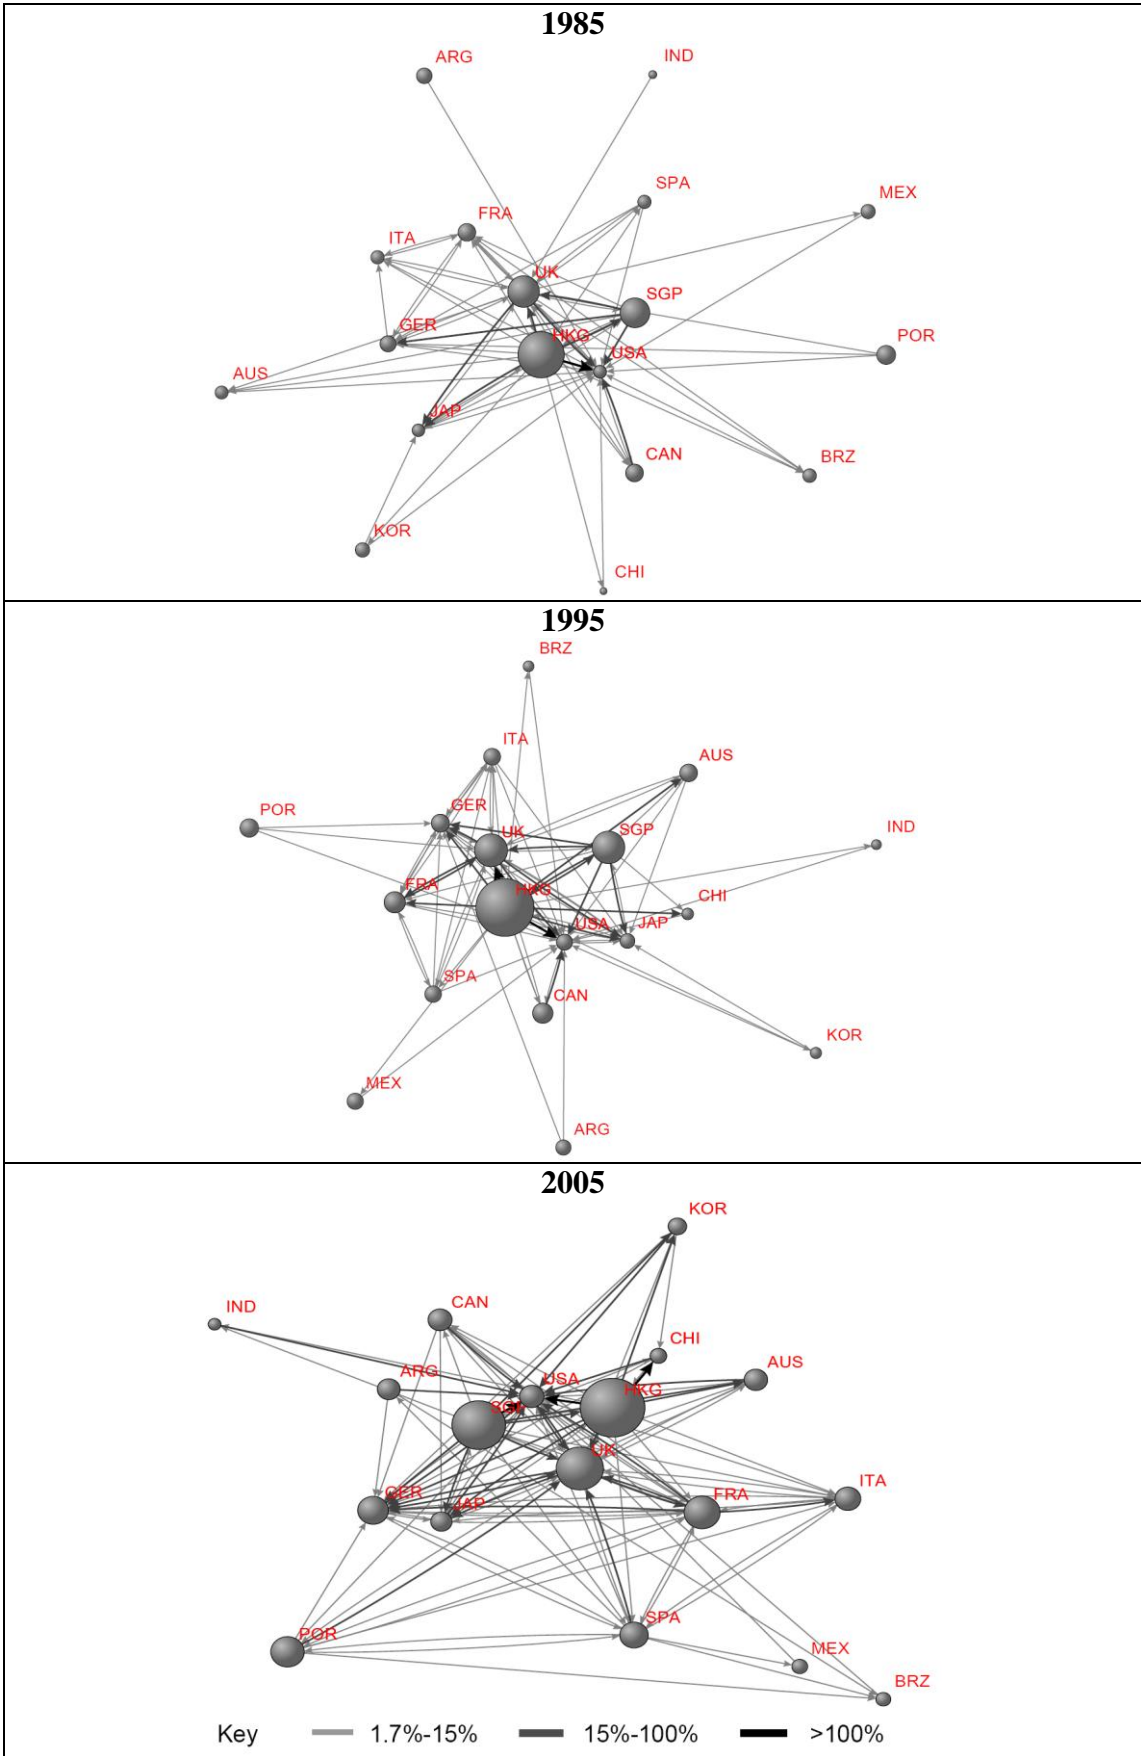 1985
ARG
IND
SPA
MEX
FRA
ITA
UK
SGP
GER
HKG
USA
POR
AUS
JAP
CAN
BRZ
KOR
CHI
1995
BRZ
ITA
AUS
GER
POR
UK
SGP
IND
FRA
HKG
CHI
USA
JAP
SPA
CAN
KOR
MEX
ARG
2005
KOR
IND
CAN
CHI
AUS
ARG
USA
HKG
SGP
UK
ITA
GER
JAP
FRA
SPA
POR
MEX
BRZ
Key 1.7%-15% 15%-100% >100%